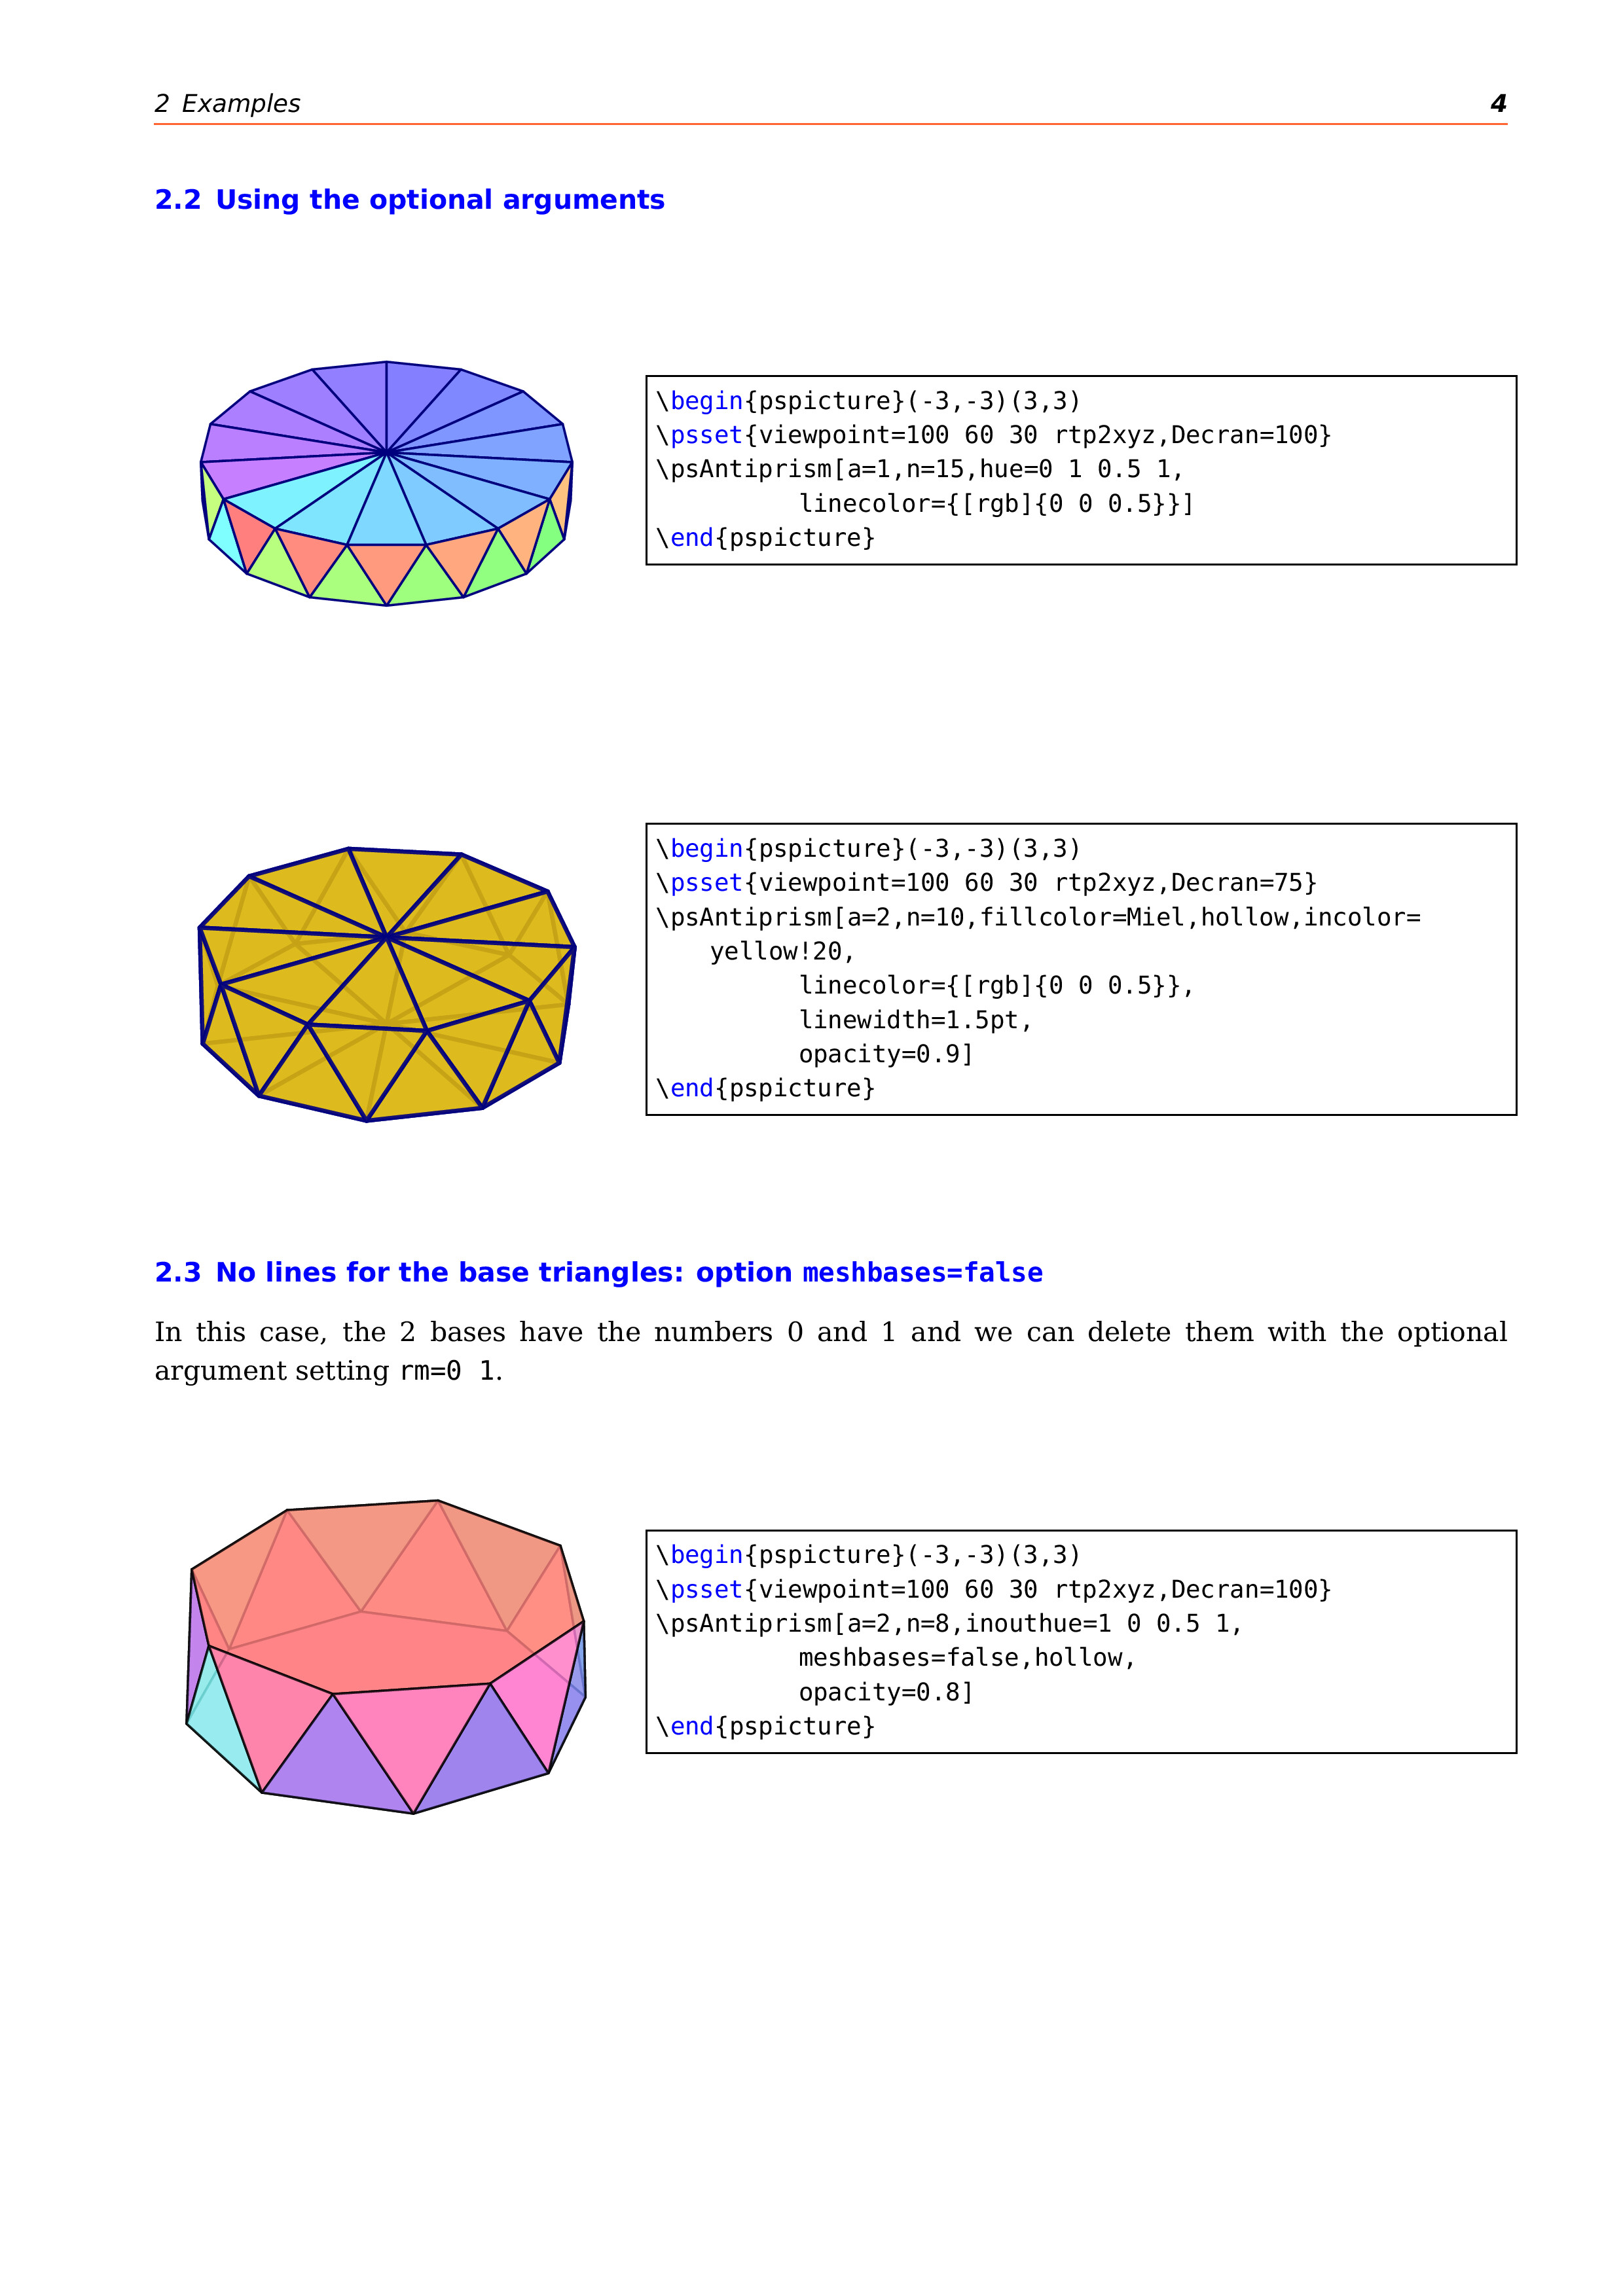 2 Examples 4
2.2 Using the optional arguments
\begin{pspicture}(-3,-3)(3,3)
\psset{viewpoint=100 60 30 rtp2xyz,Decran=100}
\psAntiprism[a=1,n=15,hue=0 1 0.5 1,
linecolor={[rgb]{0 0 0.5}}]
\end{pspicture}
\begin{pspicture}(-3,-3)(3,3)
\psset{viewpoint=100 60 30 rtp2xyz,Decran=75}
\psAntiprism[a=2,n=10,fillcolor=Miel,hollow,incolor=
yellow!20,
linecolor={[rgb]{0 0 0.5}},
linewidth=1.5pt,
opacity=0.9]
\end{pspicture}
2.3 No lines for the base triangles: option meshbases=false
In this case, the 2 bases have the numbers 0 and 1 and we can delete them with the optional
argument setting rm=0 1.
\begin{pspicture}(-3,-3)(3,3)
\psset{viewpoint=100 60 30 rtp2xyz,Decran=100}
\psAntiprism[a=2,n=8,inouthue=1 0 0.5 1,
meshbases=false,hollow,
opacity=0.8]
\end{pspicture}